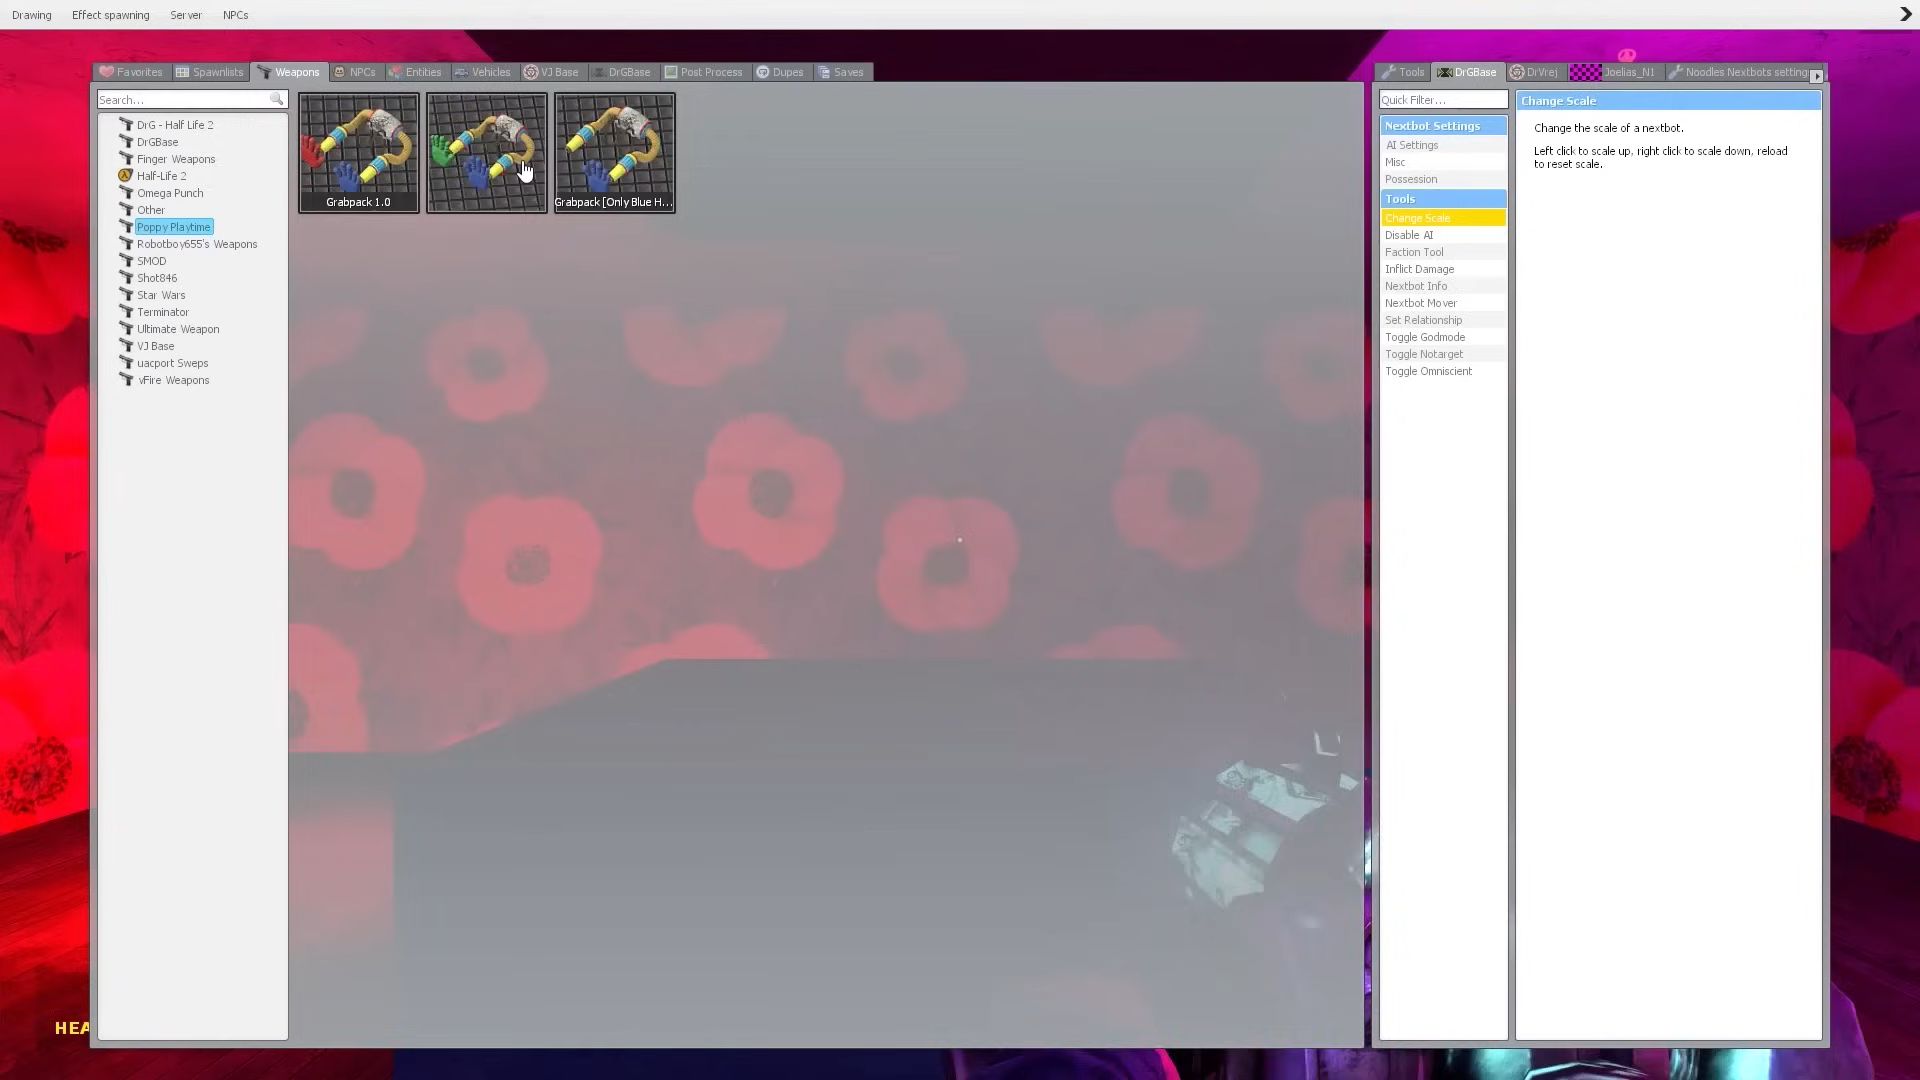 Drawing Effect spawning Server NPCs
Favorites Spawnlists Weapons NPCs Entities Vehicles VJ Base DrGBase Post Process Dupes Saves
Tools DrGBase DrVrej Joelias_N1 Noodles Nextbots setting
Search...
DrG - Half Life 2
DrGBase
Finger Weapons
Half-Life 2
Omega Punch
Other
Poppy Playtime
Robotboy655's Weapons
SMOD
Shot846
Star Wars
Terminator
Ultimate Weapon
VJ Base
uacport Sweps
vFire Weapons
Grabpack 1.0
Grabpack [Only Blue H...
Quick Filter...
Nextbot Settings
AI Settings
Misc
Possession
Tools
Change Scale
Disable AI
Faction Tool
Inflict Damage
Nextbot Info
Nextbot Mover
Set Relationship
Toggle Godmode
Toggle Notarget
Toggle Omniscient
Change Scale
Change the scale of a nextbot.
Left click to scale up, right click to scale down, reload
to reset scale.
HEA